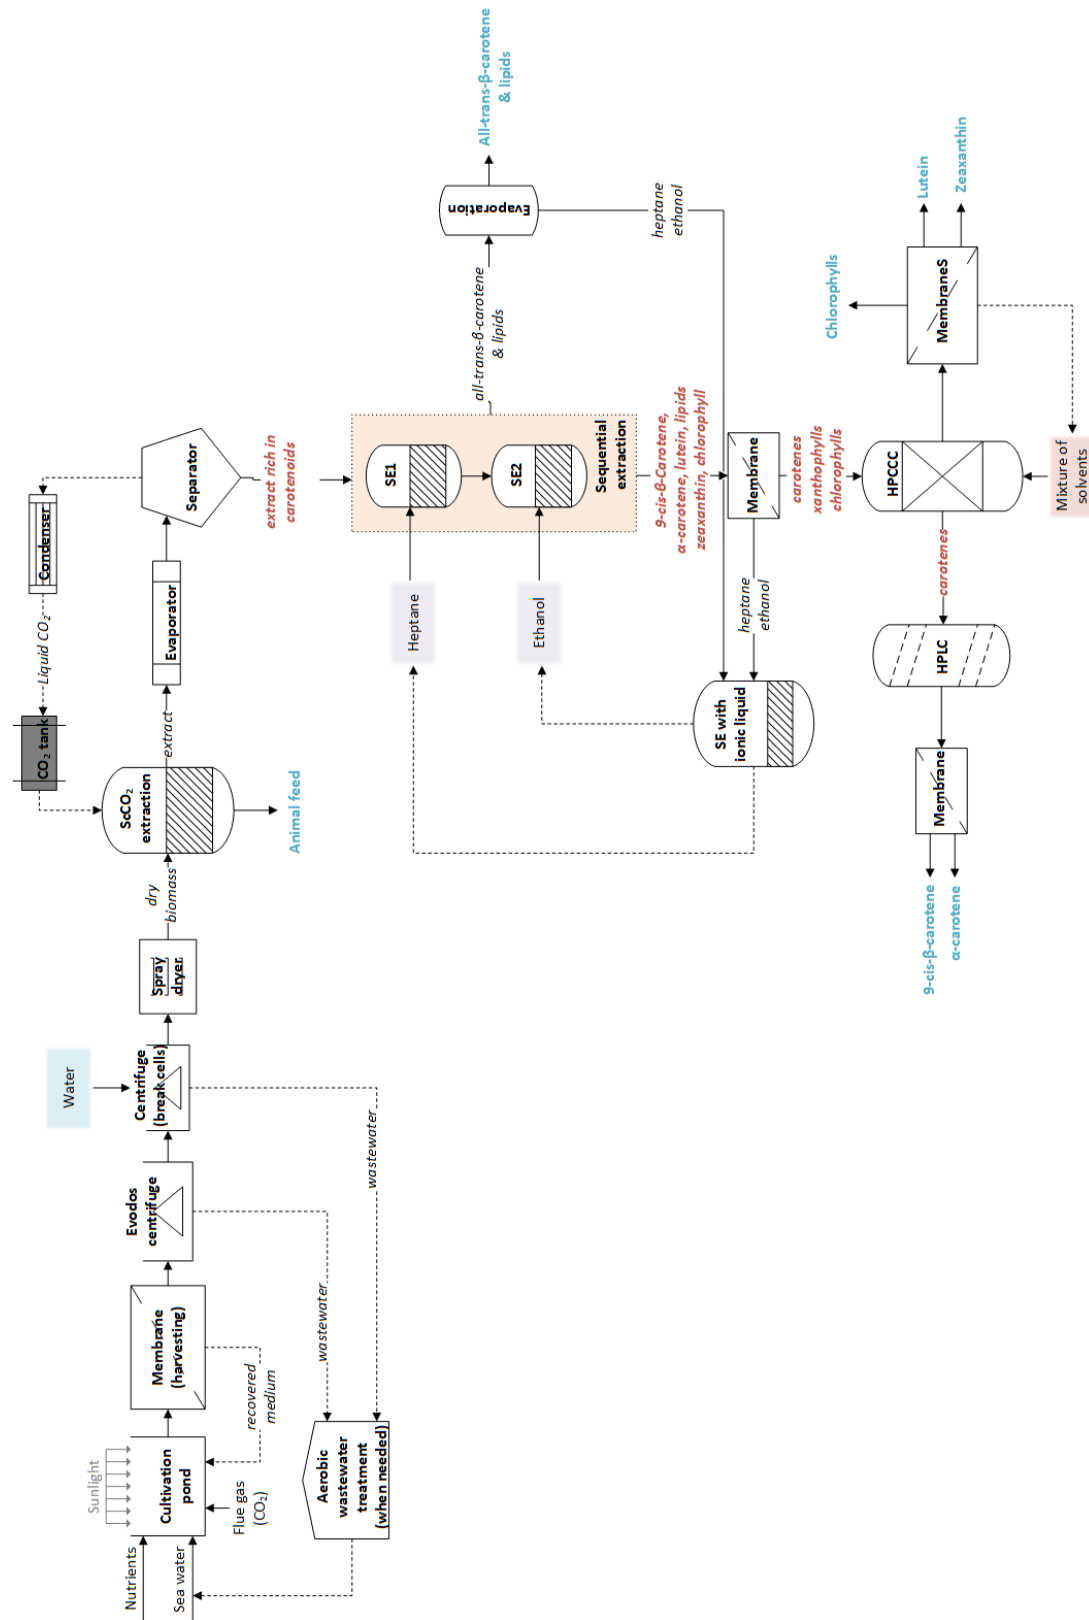 Nutrients
Sea water
Sunlight
Cultivation
pond
Flue gas
(CO₂)
recovered
medium
Membrane
(harvesting)
Evodos
centrifuge
wastewater
Aerobic
wastewater
treatment
(when needed)
Water
Centrifuge
(break cells)
wastewater
Spray
dryer
dry
biomass
ScCO₂
extraction
Animal feed
extract
CO₂ tank
Liquid CO₂
Condenser
Evaporator
Separator
extract rich in
carotenoids
Heptane
Ethanol
SE1
SE2
Sequential
extraction
all-trans-β-carotene
& lipids
Evaporation
All-trans-β-carotene
& lipids
heptane
ethanol
9-cis-β-Carotene,
α-carotene, lutein, lipids
zeaxanthin, chlorophyll
Membrane
heptane
ethanol
SE with
ionic liquid
carotenes
xanthophylls
chlorophylls
HPCCC
Mixture of
solvents
MembraneS
Chlorophylls
Lutein
Zeaxanthin
carotenes
HPLC
Membrane
9-cis-β-carotene
α-carotene